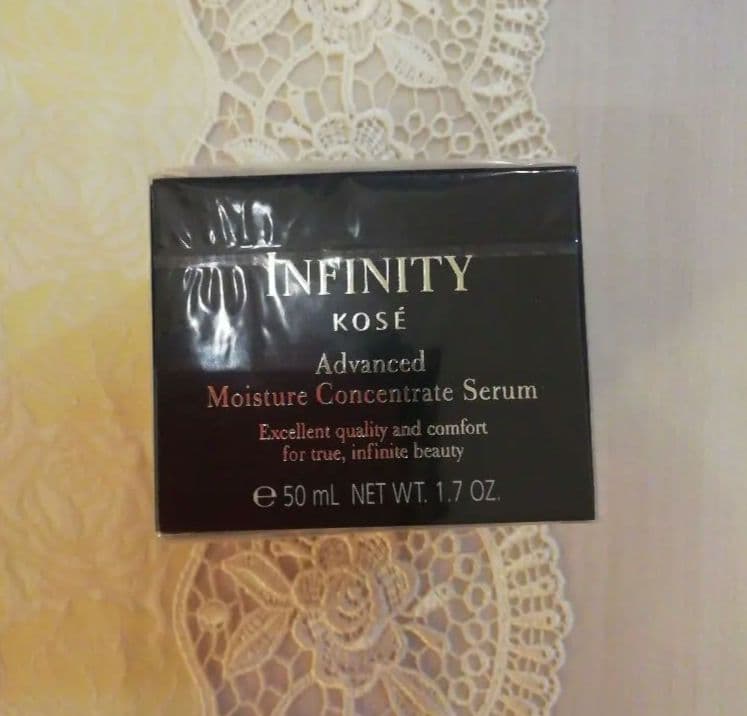 INFINITY
KOSÉ
Advanced
Moisture Concentrate Serum
Excellent quality and comfort
for true, infinite beauty
℮ 50 mL NET WT. 1.7 OZ.